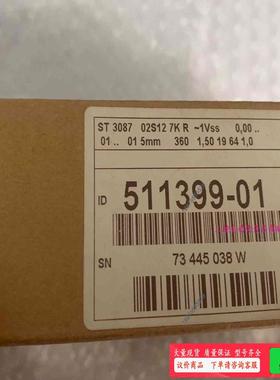 ST 3087 02S12 7K R ~1Vss 0,00 ..
01 .. 01 5mm 360 1,50 19 64 1,0
ID 511399-01
SN 73 445 038 W
大量现货 质量保证 型号齐全
议价商品 下单前咨询客服